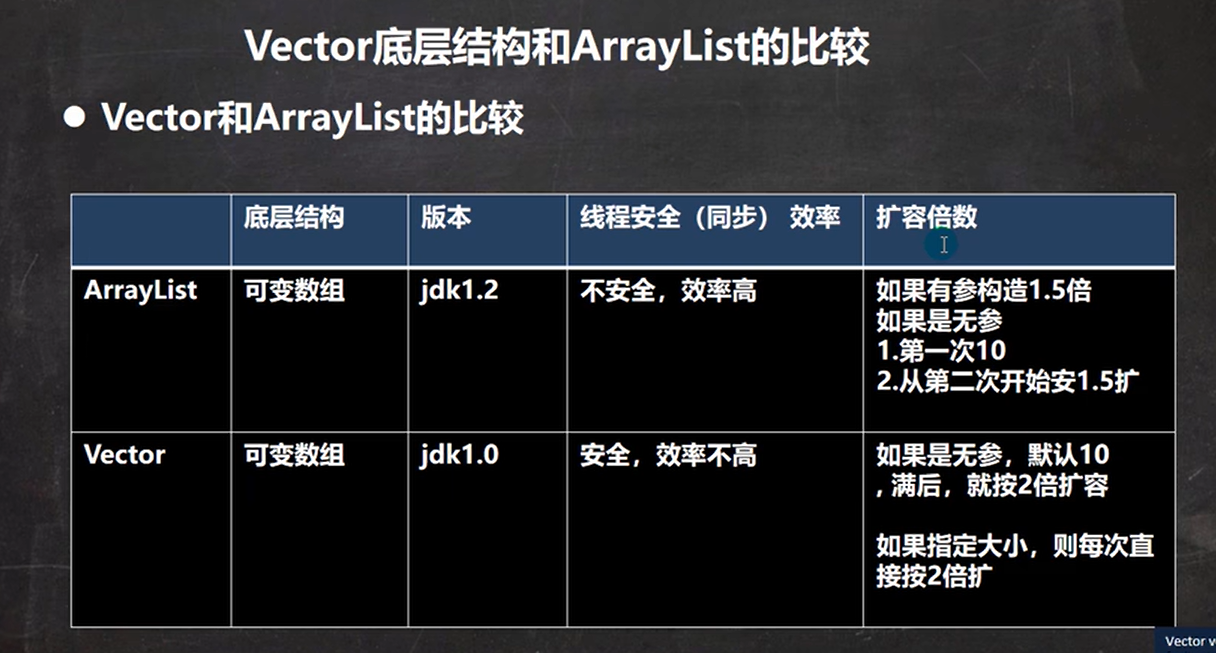 Vector底层结构和ArrayList的比较
● Vector和ArrayList的比较
底层结构
版本
线程安全（同步） 效率
扩容倍数
ArrayList
可变数组
jdk1.2
不安全，效率高
如果有参构造1.5倍
如果是无参
1.第一次10
2.从第二次开始安1.5扩
Vector
可变数组
jdk1.0
安全，效率不高
如果是无参，默认10
，满后，就按2倍扩容
如果指定大小，则每次直
接按2倍扩
Vector